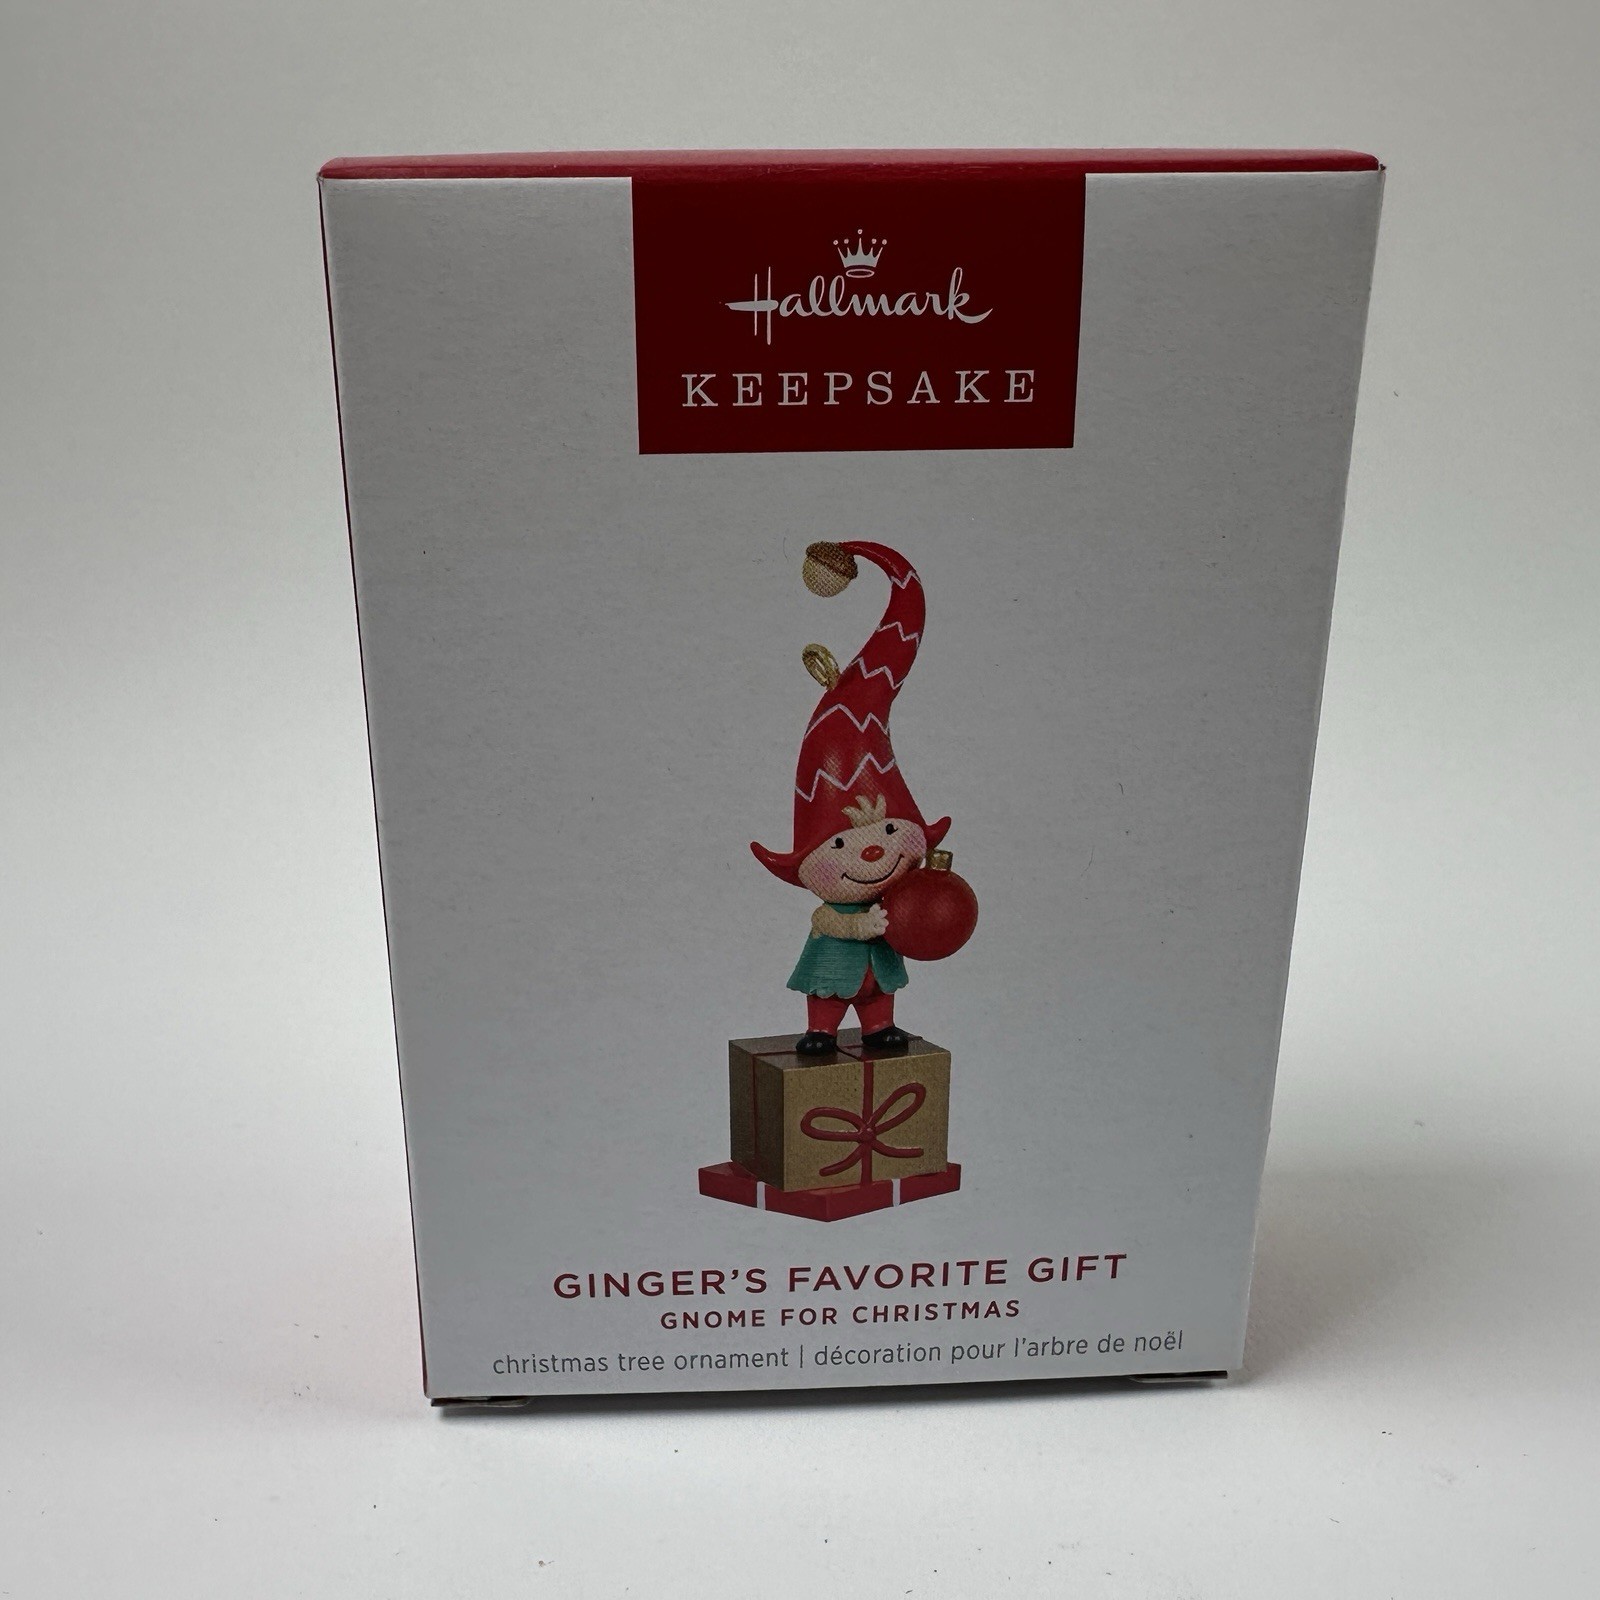 Hallmark
KEEPSAKE
GINGER'S FAVORITE GIFT
GNOME FOR CHRISTMAS
christmas tree ornament | décoration pour l'arbre de noël